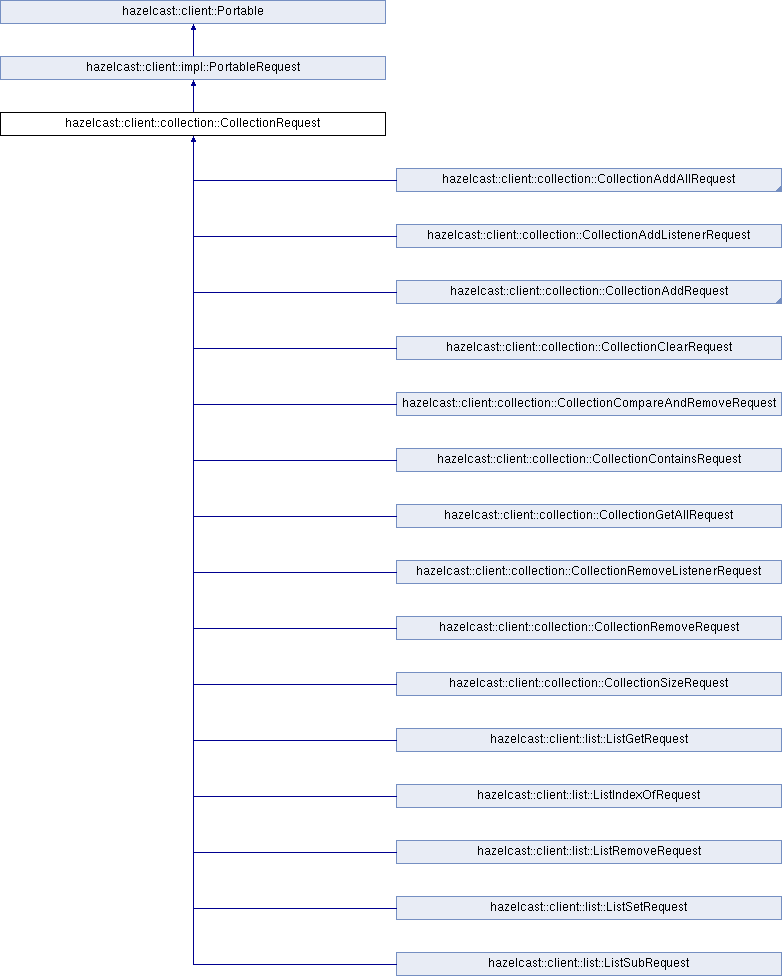 hazelcast::client::Portable
hazelcast::client::impl::PortableRequest
hazelcast::client::collection::CollectionRequest
hazelcast::client::collection::CollectionAddAllRequest
hazelcast::client::collection::CollectionAddListenerRequest
hazelcast::client::collection::CollectionAddRequest
hazelcast::client::collection::CollectionClearRequest
hazelcast::client::collection::CollectionCompareAndRemoveRequest
hazelcast::client::collection::CollectionContainsRequest
hazelcast::client::collection::CollectionGetAllRequest
hazelcast::client::collection::CollectionRemoveListenerRequest
hazelcast::client::collection::CollectionRemoveRequest
hazelcast::client::collection::CollectionSizeRequest
hazelcast::client::list::ListGetRequest
hazelcast::client::list::ListIndexOfRequest
hazelcast::client::list::ListRemoveRequest
hazelcast::client::list::ListSetRequest
hazelcast::client::list::ListSubRequest